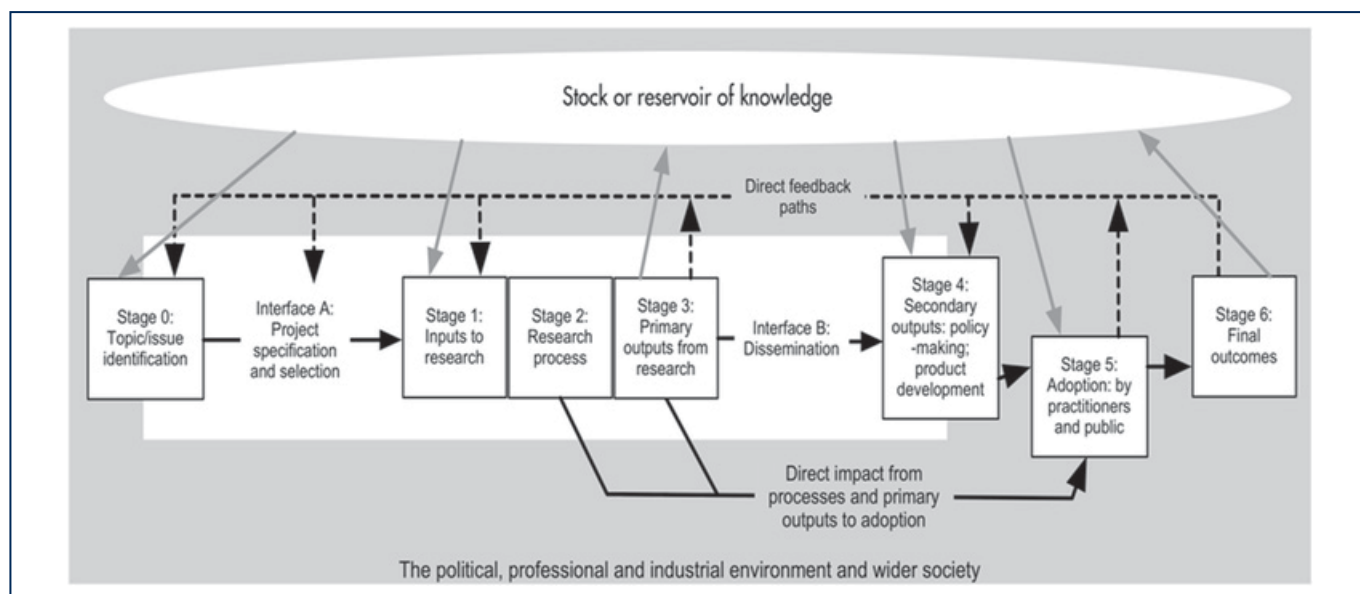 Stock or reservoir of knowledge
Direct feedback
paths
Stage 0:
Topic/issue
identification
Interface A:
Project
specification
and selection
Stage 1:
Inputs to
research
Stage 2:
Research
process
Stage 3:
Primary
outputs from
research
Interface B:
Dissemination
Stage 4:
Secondary
outputs: policy
-making;
product
development
Stage 5:
Adoption: by
practitioners
and public
Stage 6:
Final
outcomes
Direct impact from
processes and primary
outputs to adoption
The political, professional and industrial environment and wider society